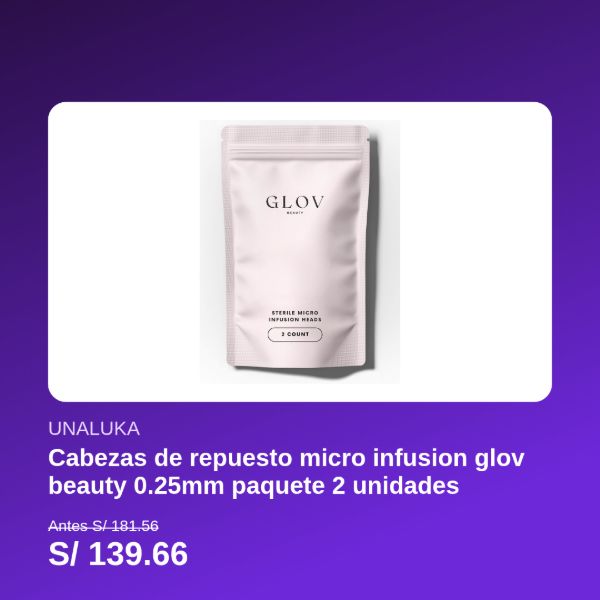 GLOV
BEAUTY
STERILE MICRO
INFUSION HEADS
2 COUNT
UNALUKA
Cabezas de repuesto micro infusion glov
beauty 0.25mm paquete 2 unidades
Antes S/ 181.56
S/ 139.66